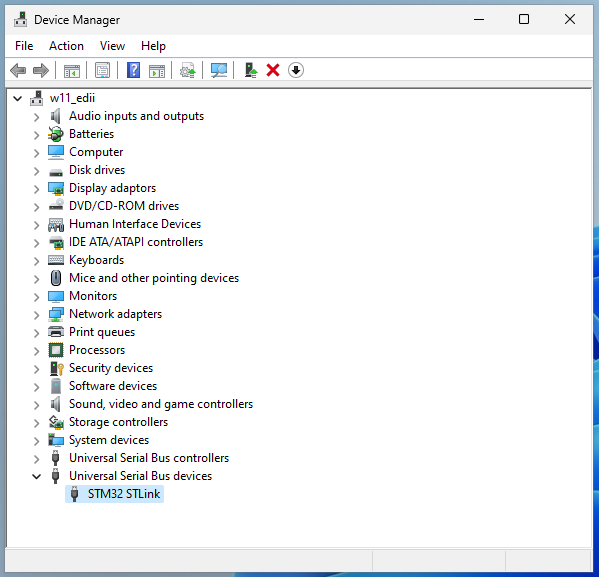 Device Manager
File Action View Help
w11_edii
Audio inputs and outputs
Batteries
Computer
Disk drives
Display adaptors
DVD/CD-ROM drives
Human Interface Devices
IDE ATA/ATAPI controllers
Keyboards
Mice and other pointing devices
Monitors
Network adapters
Print queues
Processors
Security devices
Software devices
Sound, video and game controllers
Storage controllers
System devices
Universal Serial Bus controllers
Universal Serial Bus devices
STM32 STLink